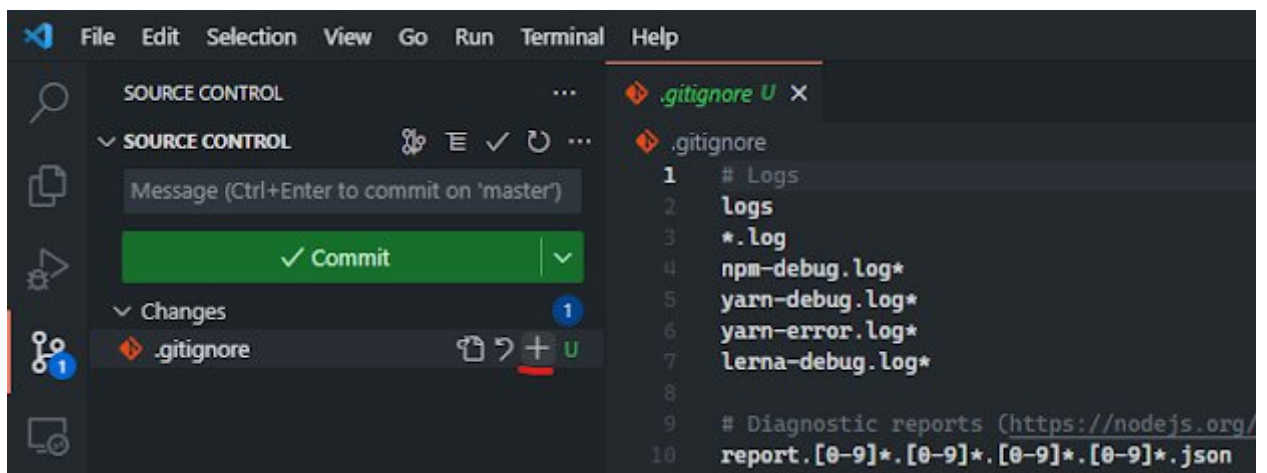 File Edit Selection View Go Run Terminal Help
SOURCE CONTROL
SOURCE CONTROL
Message (Ctrl+Enter to commit on 'master')
Commit
Changes 1
.gitignore U
1
.gitignore U
.gitignore
1 # Logs
2 logs
3 *.log
4 npm-debug.log*
5 yarn-debug.log*
6 yarn-error.log*
7 lerna-debug.log*
8
9 # Diagnostic reports (https://nodejs.org/
10 report.[0-9]*.[0-9]*.[0-9]*.[0-9]*.json